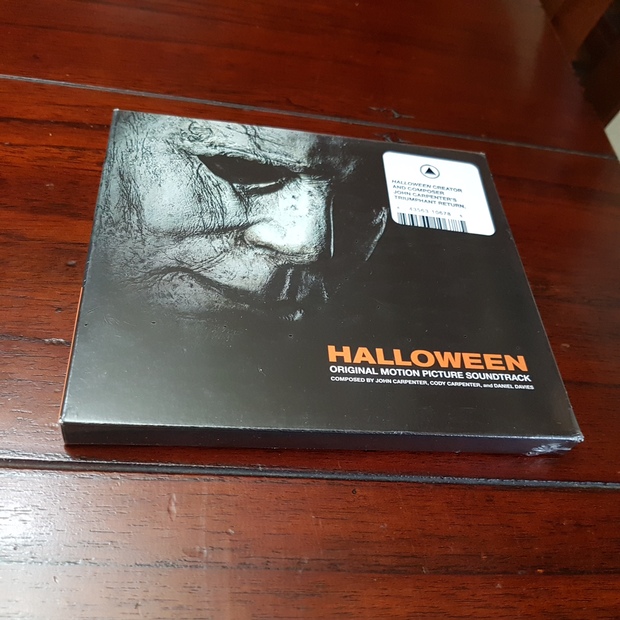 HALLOWEEN CREATOR
AND COMPOSER
JOHN CARPENTER'S
TRIUMPHANT RETURN.
HALLOWEEN
ORIGINAL MOTION PICTURE SOUNDTRACK
COMPOSED BY JOHN CARPENTER, CODY CARPENTER, and DANIEL DAVIES